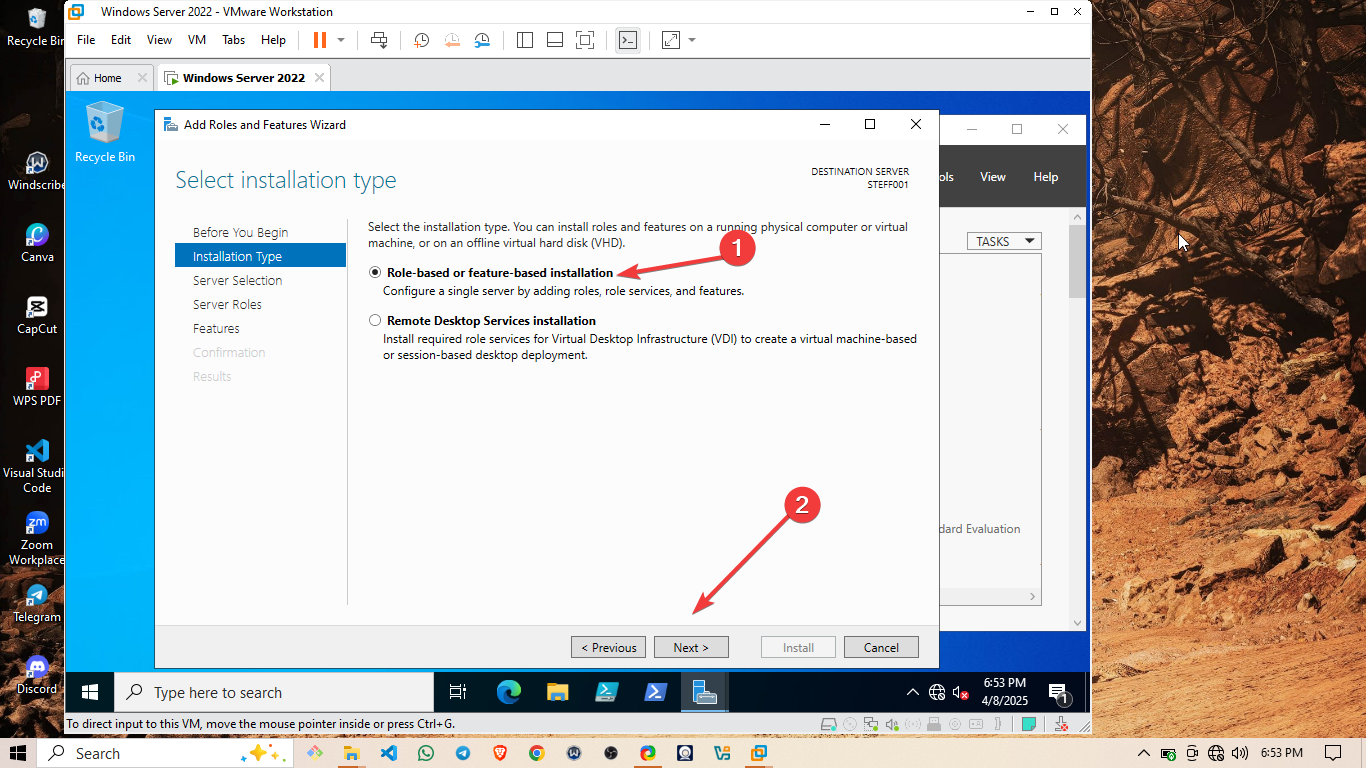 Recycle Bin
Windscribe
Canva
CapCut
WPS PDF
Visual Studi
Code
Zoom
Workplace
Telegram
Discord
Windows Server 2022 - VMware Workstation
File Edit View VM Tabs Help
Home
Windows Server 2022
Recycle Bin
Add Roles and Features Wizard
Select installation type
DESTINATION SERVER
STEFF001
Before You Begin
Installation Type
Server Selection
Server Roles
Features
Confirmation
Results
Select the installation type. You can install roles and features on a running physical computer or virtual
machine, or on an offline virtual hard disk (VHD).
1
Role-based or feature-based installation
Configure a single server by adding roles, role services, and features.
Remote Desktop Services installation
Install required role services for Virtual Desktop Infrastructure (VDI) to create a virtual machine-based
or session-based desktop deployment.
2
< Previous
Next >
Install
Cancel
ols View Help
TASKS
dard Evaluation
Type here to search
6:53 PM
4/8/2025
1
To direct input to this VM, move the mouse pointer inside or press Ctrl+G.
Search
6:53 PM